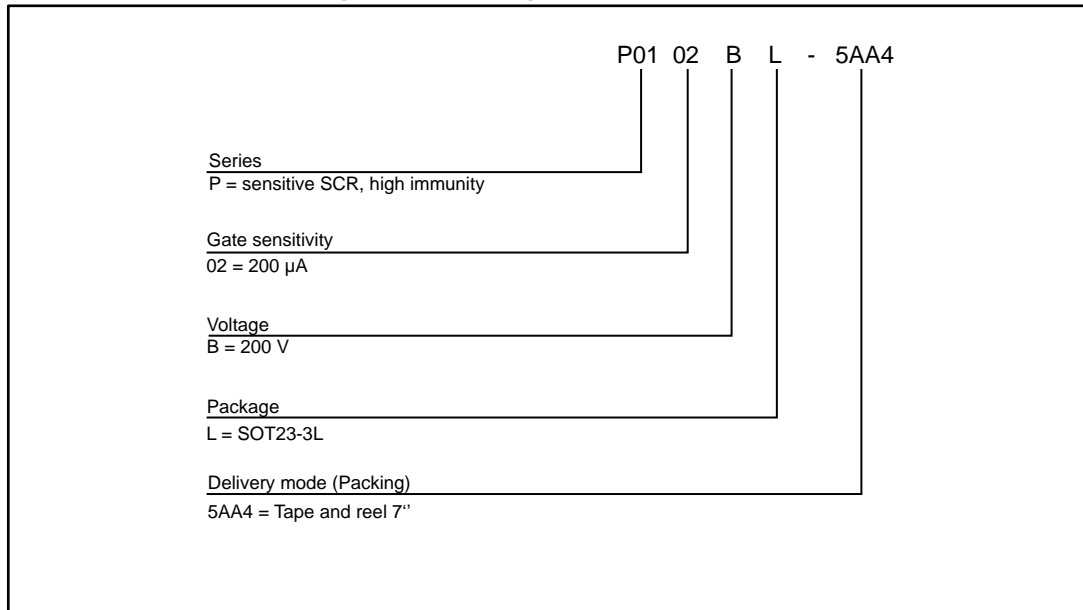 P01 02 B L - 5AA4
Series
P = sensitive SCR, high immunity
Gate sensitivity
02 = 200 µA
Voltage
B = 200 V
Package
L = SOT23-3L
Delivery mode (Packing)
5AA4 = Tape and reel 7‘’